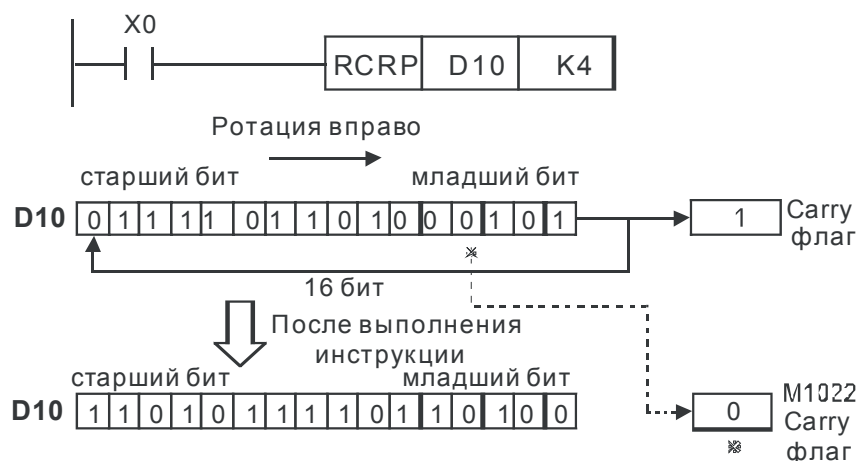 X0
RCRP D10 K4
Ротация вправо
старший бит младший бит
D10 0 1 1 1 1 0 1 1 0 1 0 0 0 1 0 1 1 Carry флаг
※
16 бит
После выполнения
инструкции
старший бит младший бит
D10 1 1 0 1 0 1 1 1 1 0 1 1 0 1 0 0 0 M1022
Carry
※ флаг